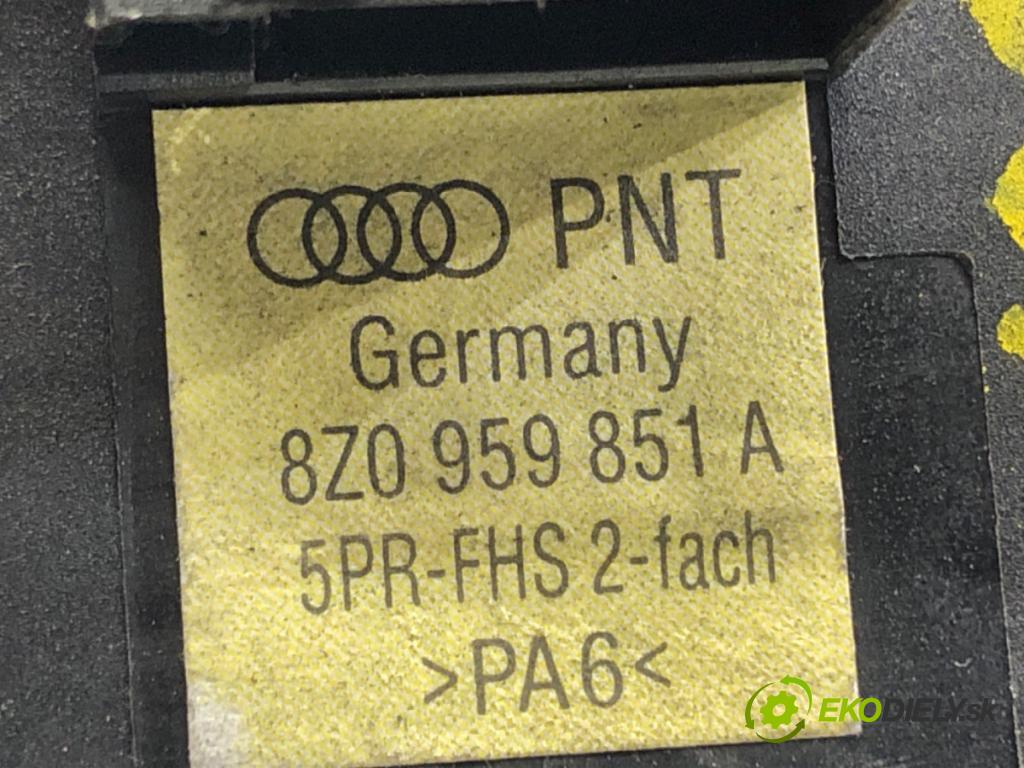 PNT
Germany
8Z0 959 851 A
5PR-FHS 2-fach
>PA6<
EKODIELY.sk